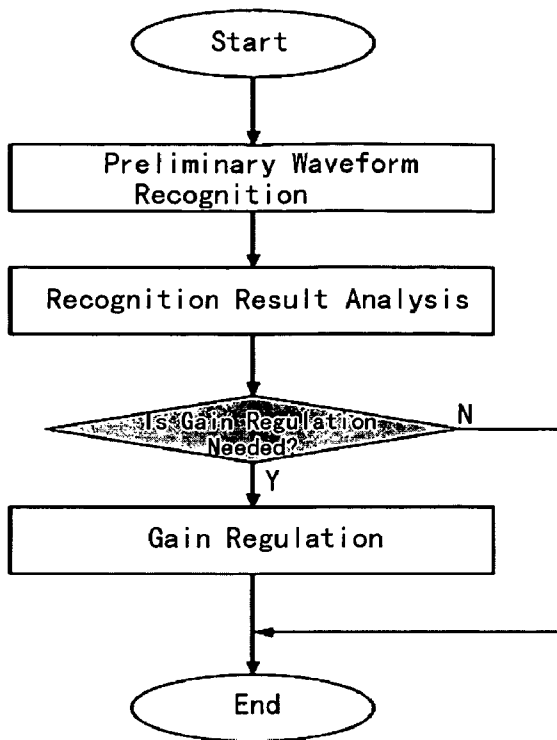 Start
Preliminary Waveform
Recognition
Recognition Result Analysis
Is Gain Regulation
Needed?
N
Y
Gain Regulation
End